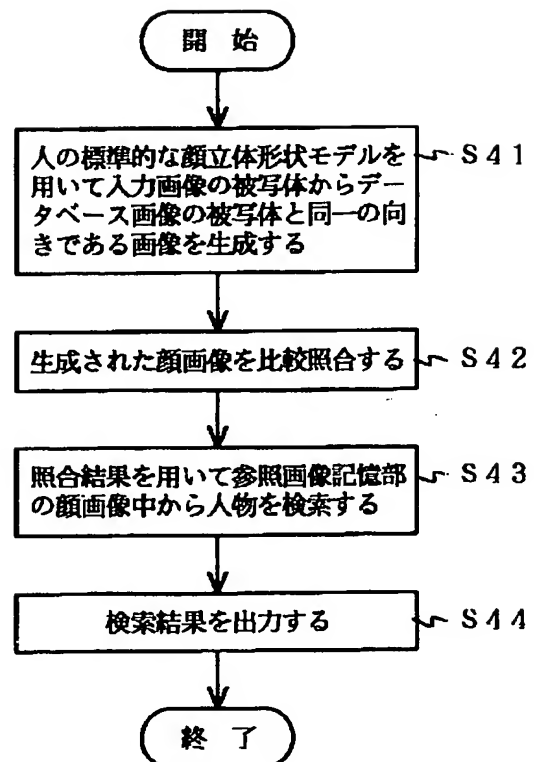 開 始
人の標準的な顔立体形状モデルを S41
用いて入力画像の被写体からデー
タベース画像の被写体と同一の向
きである画像を生成する
生成された顔画像を比較照合する S42
照合結果を用いて参照画像記憶部 S43
の顔画像中から人物を検索する
検索結果を出力する S44
終 了